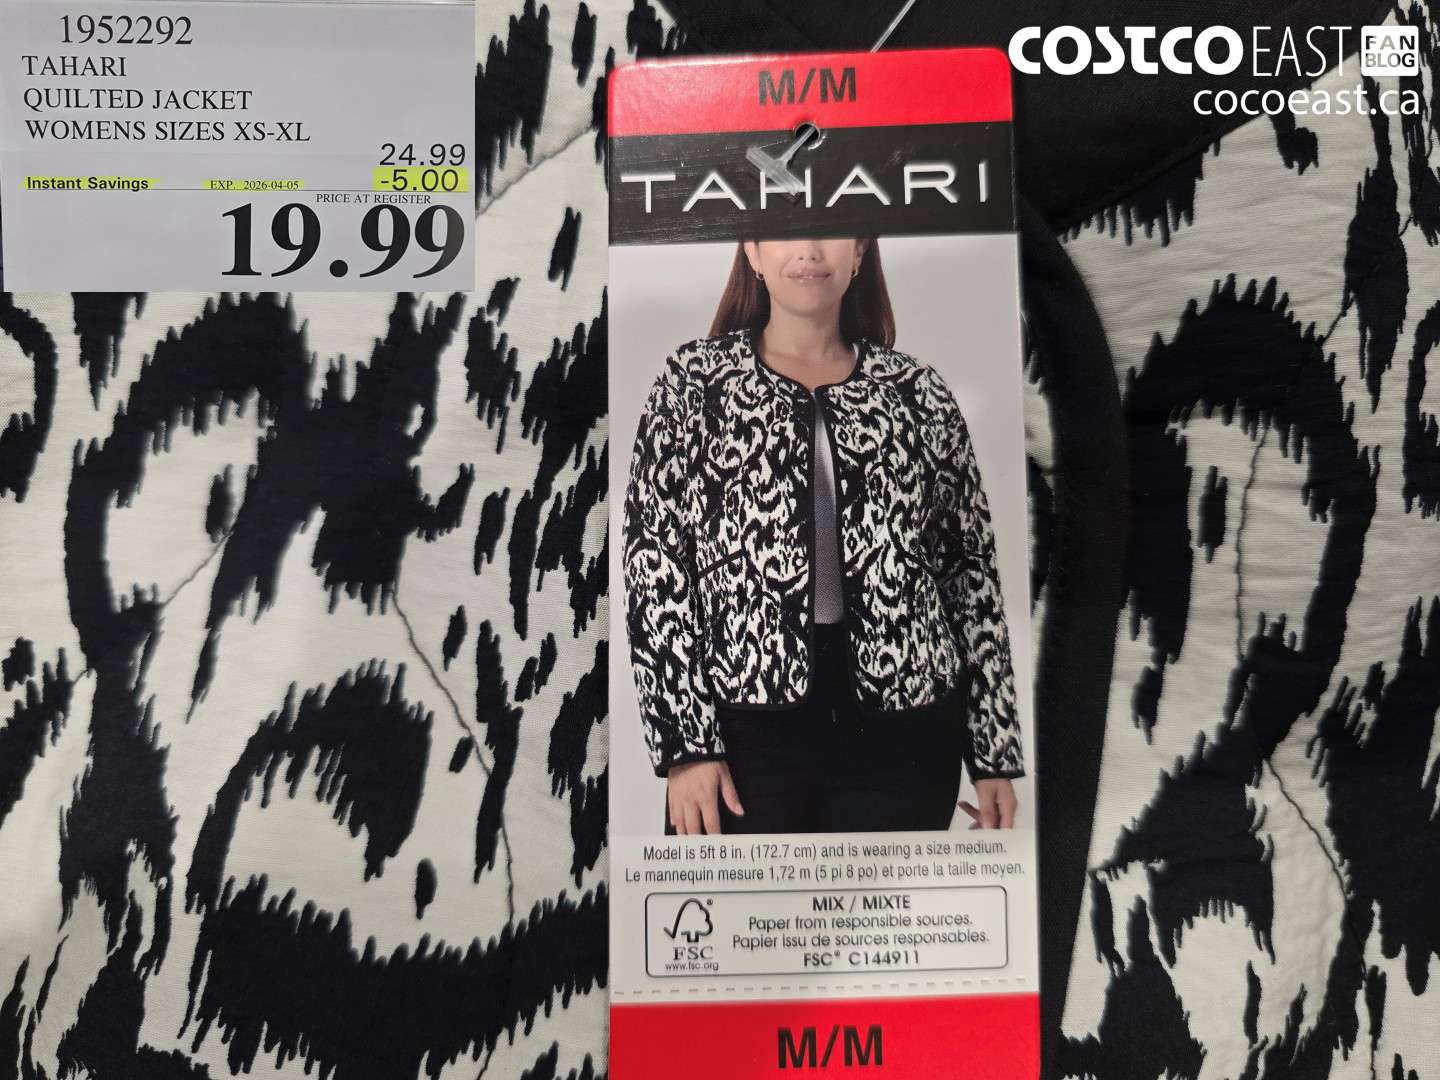 1952292
TAHARI
QUILTED JACKET
WOMENS SIZES XS-XL
24.99
Instant Savings EXP. 2026-04-05 -5.00
PRICE AT REGISTER
19.99
COSTCO EAST FAN BLOG
cocoeast.ca
M/M
TAHARI
Model is 5ft 8 in. (172.7 cm) and is wearing a size medium.
Le mannequin mesure 1,72 m (5 pi 8 po) et porte la taille moyen.
MIX / MIXTE
Paper from responsible sources.
Papier issu de sources responsables.
FSC® C144911
FSC
www.fsc.org
M/M